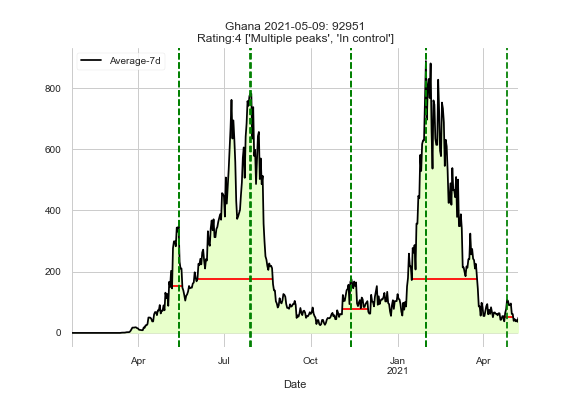 Ghana 2021-05-09: 92951
Rating:4 ['Multiple peaks', 'In control']
Average-7d
800
600
400
200
0
Apr
Jul
Oct
Jan
2021
Apr
Date